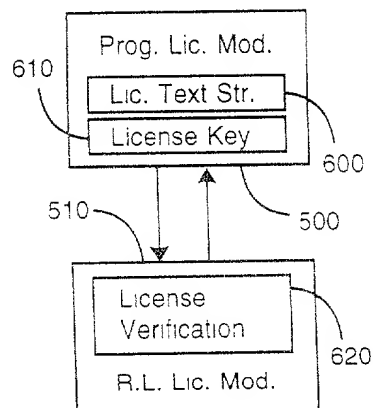 Prog. Lic. Mod.
610
Lic. Text Str.
License Key
600
510
500
License
Verification
620
R.L. Lic. Mod.